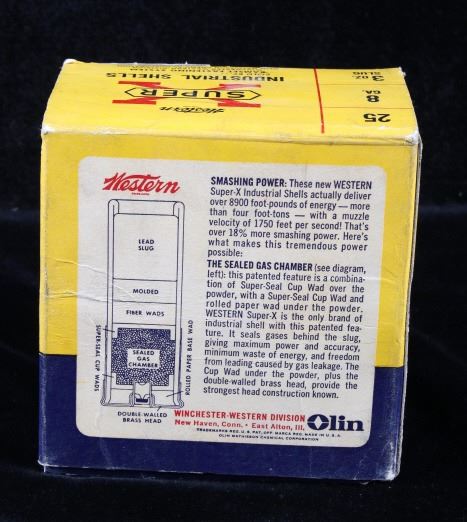 25 8 GA. 3 OZ. SLUG
Western
SUPER X
INDUSTRIAL SHELLS
Western
SMASHING POWER: These new WESTERN
Super-X Industrial Shells actually deliver
over 8900 foot-pounds of energy — more
than four foot-tons — with a muzzle
velocity of 1750 feet per second! That's
over 18% more smashing power. Here's
what makes this tremendous power
possible:
THE SEALED GAS CHAMBER (see diagram,
left): this patented feature is a combina-
tion of Super-Seal Cup Wad over the
powder, with a Super-Seal Cup Wad and
rolled paper wad under the powder.
WESTERN Super-X is the only brand of
industrial shell with this patented fea-
ture. It seals gases behind the slug,
giving maximum power and accuracy,
minimum waste of energy, and freedom
from leading caused by gas leakage. The
Cup Wad under the powder, plus the
double-walled brass head, provide the
strongest head construction known.
LEAD
SLUG
MOLDED
FIBER WADS
SEALED
GAS
CHAMBER
SUPER-SEAL CUP WADS
ROLLED PAPER BASE WAD
DOUBLE-WALLED
BRASS HEAD
WINCHESTER-WESTERN DIVISION Olin
New Haven, Conn. • East Alton, Ill.
TRADEMARKS REG. U.S. PAT. OFF. MARCA REG. MADE IN U.S.A.
OLIN MATHIESON CHEMICAL CORPORATION